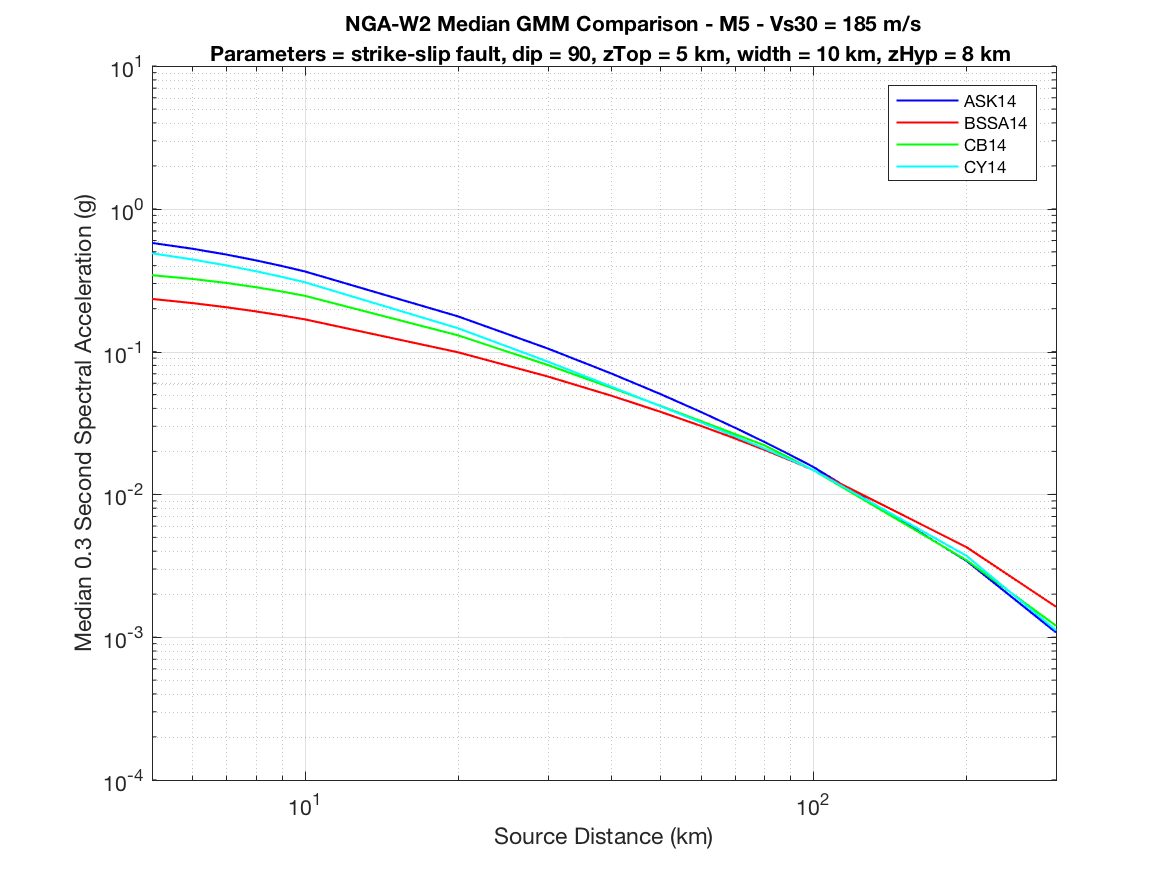 NGA-W2 Median GMM Comparison - M5 - Vs30 = 185 m/s
Parameters = strike-slip fault, dip = 90, zTop = 5 km, width = 10 km, zHyp = 8 km
10^1
10^0
10^-1
10^-2
10^-3
10^-4
Median 0.3 Second Spectral Acceleration (g)
ASK14
BSSA14
CB14
CY14
10^1
10^2
Source Distance (km)